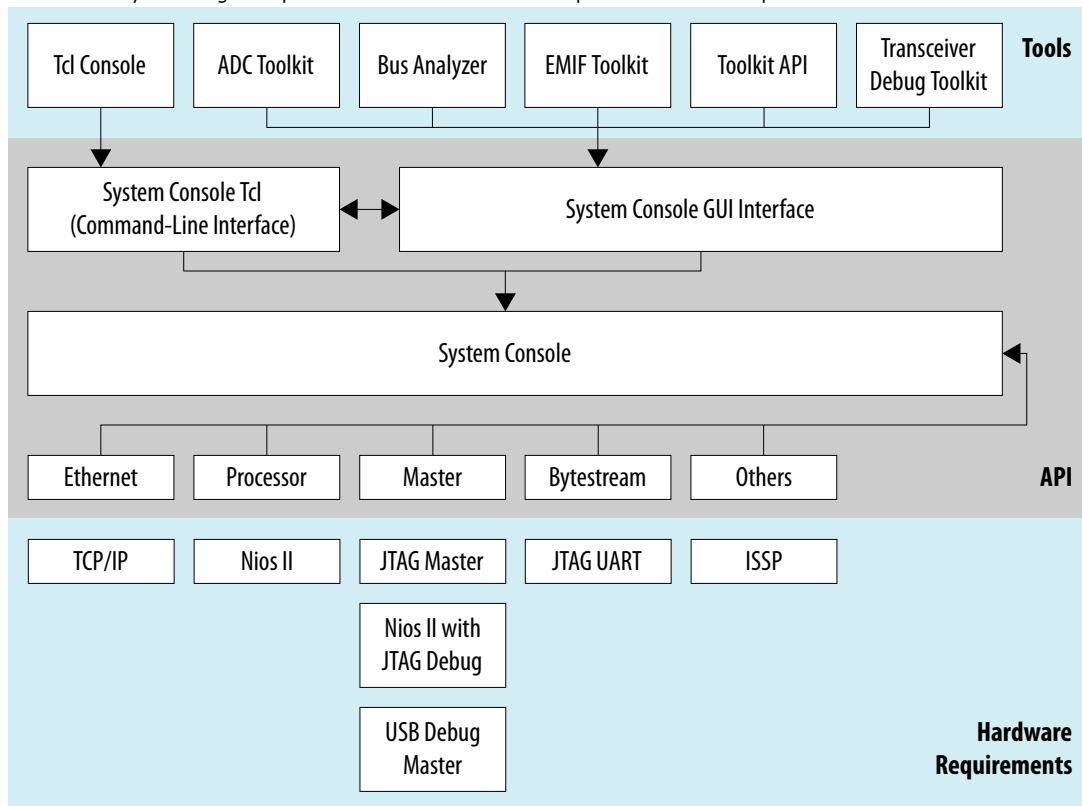 Tcl Console
ADC Toolkit
Bus Analyzer
EMIF Toolkit
Toolkit API
Transceiver
Debug Toolkit
Tools
System Console Tcl
(Command-Line Interface)
System Console GUI Interface
System Console
Ethernet
Processor
Master
Bytestream
Others
API
TCP/IP
Nios II
JTAG Master
JTAG UART
ISSP
Nios II with
JTAG Debug
USB Debug
Master
Hardware
Requirements